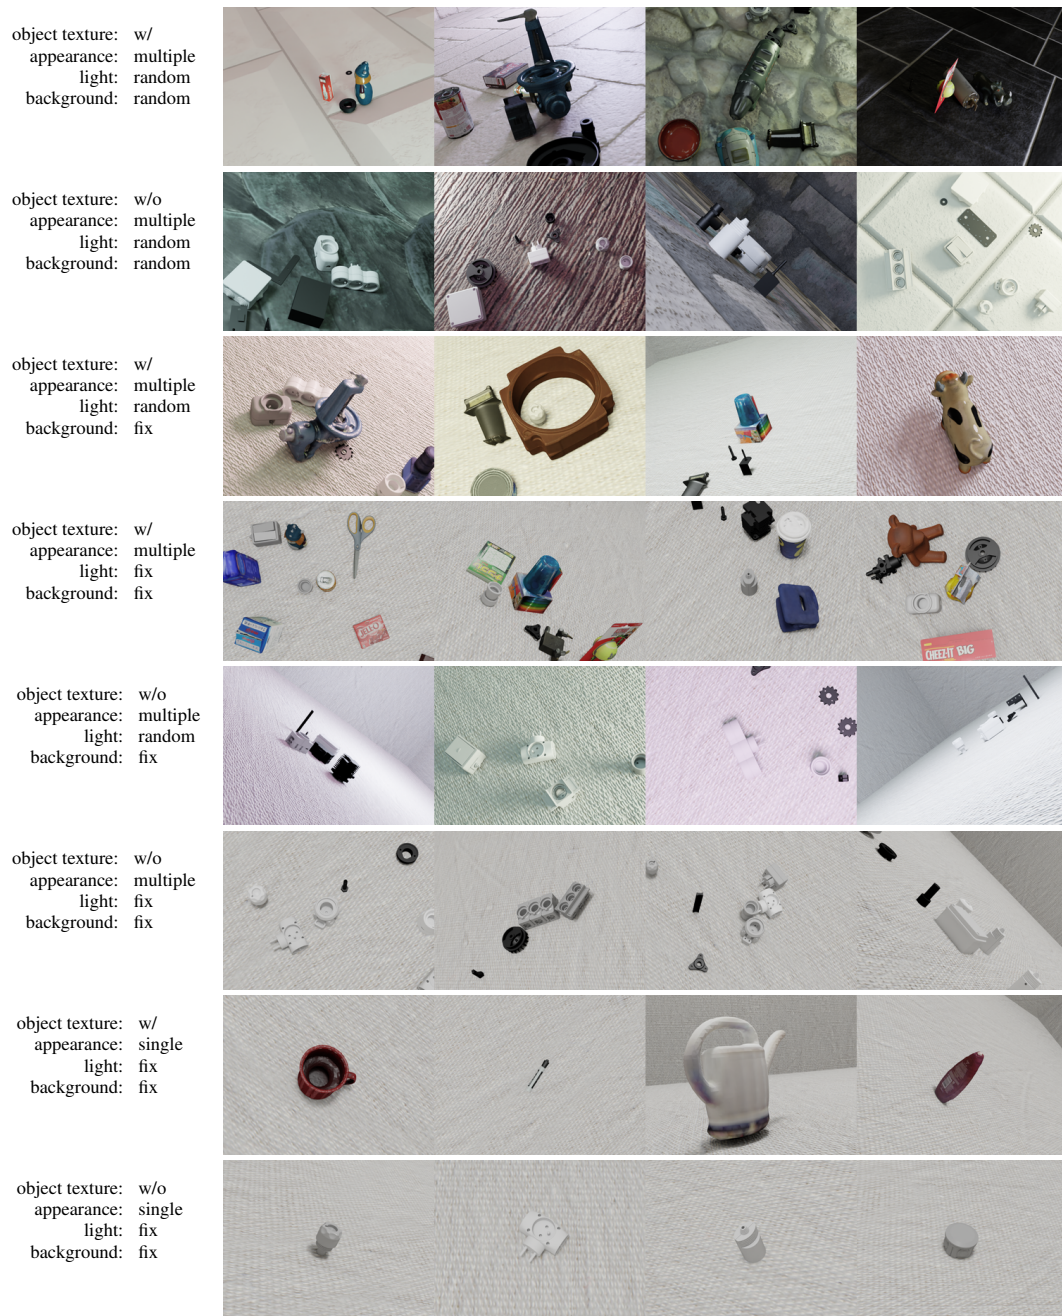 object texture: w/
appearance: multiple
light: random
background: random
object texture: w/o
appearance: multiple
light: random
background: random
object texture: w/
appearance: multiple
light: random
background: fix
object texture: w/
appearance: multiple
light: fix
background: fix
CHEEZ-IT BIG
object texture: w/o
appearance: multiple
light: random
background: fix
object texture: w/o
appearance: multiple
light: fix
background: fix
object texture: w/
appearance: single
light: fix
background: fix
object texture: w/o
appearance: single
light: fix
background: fix